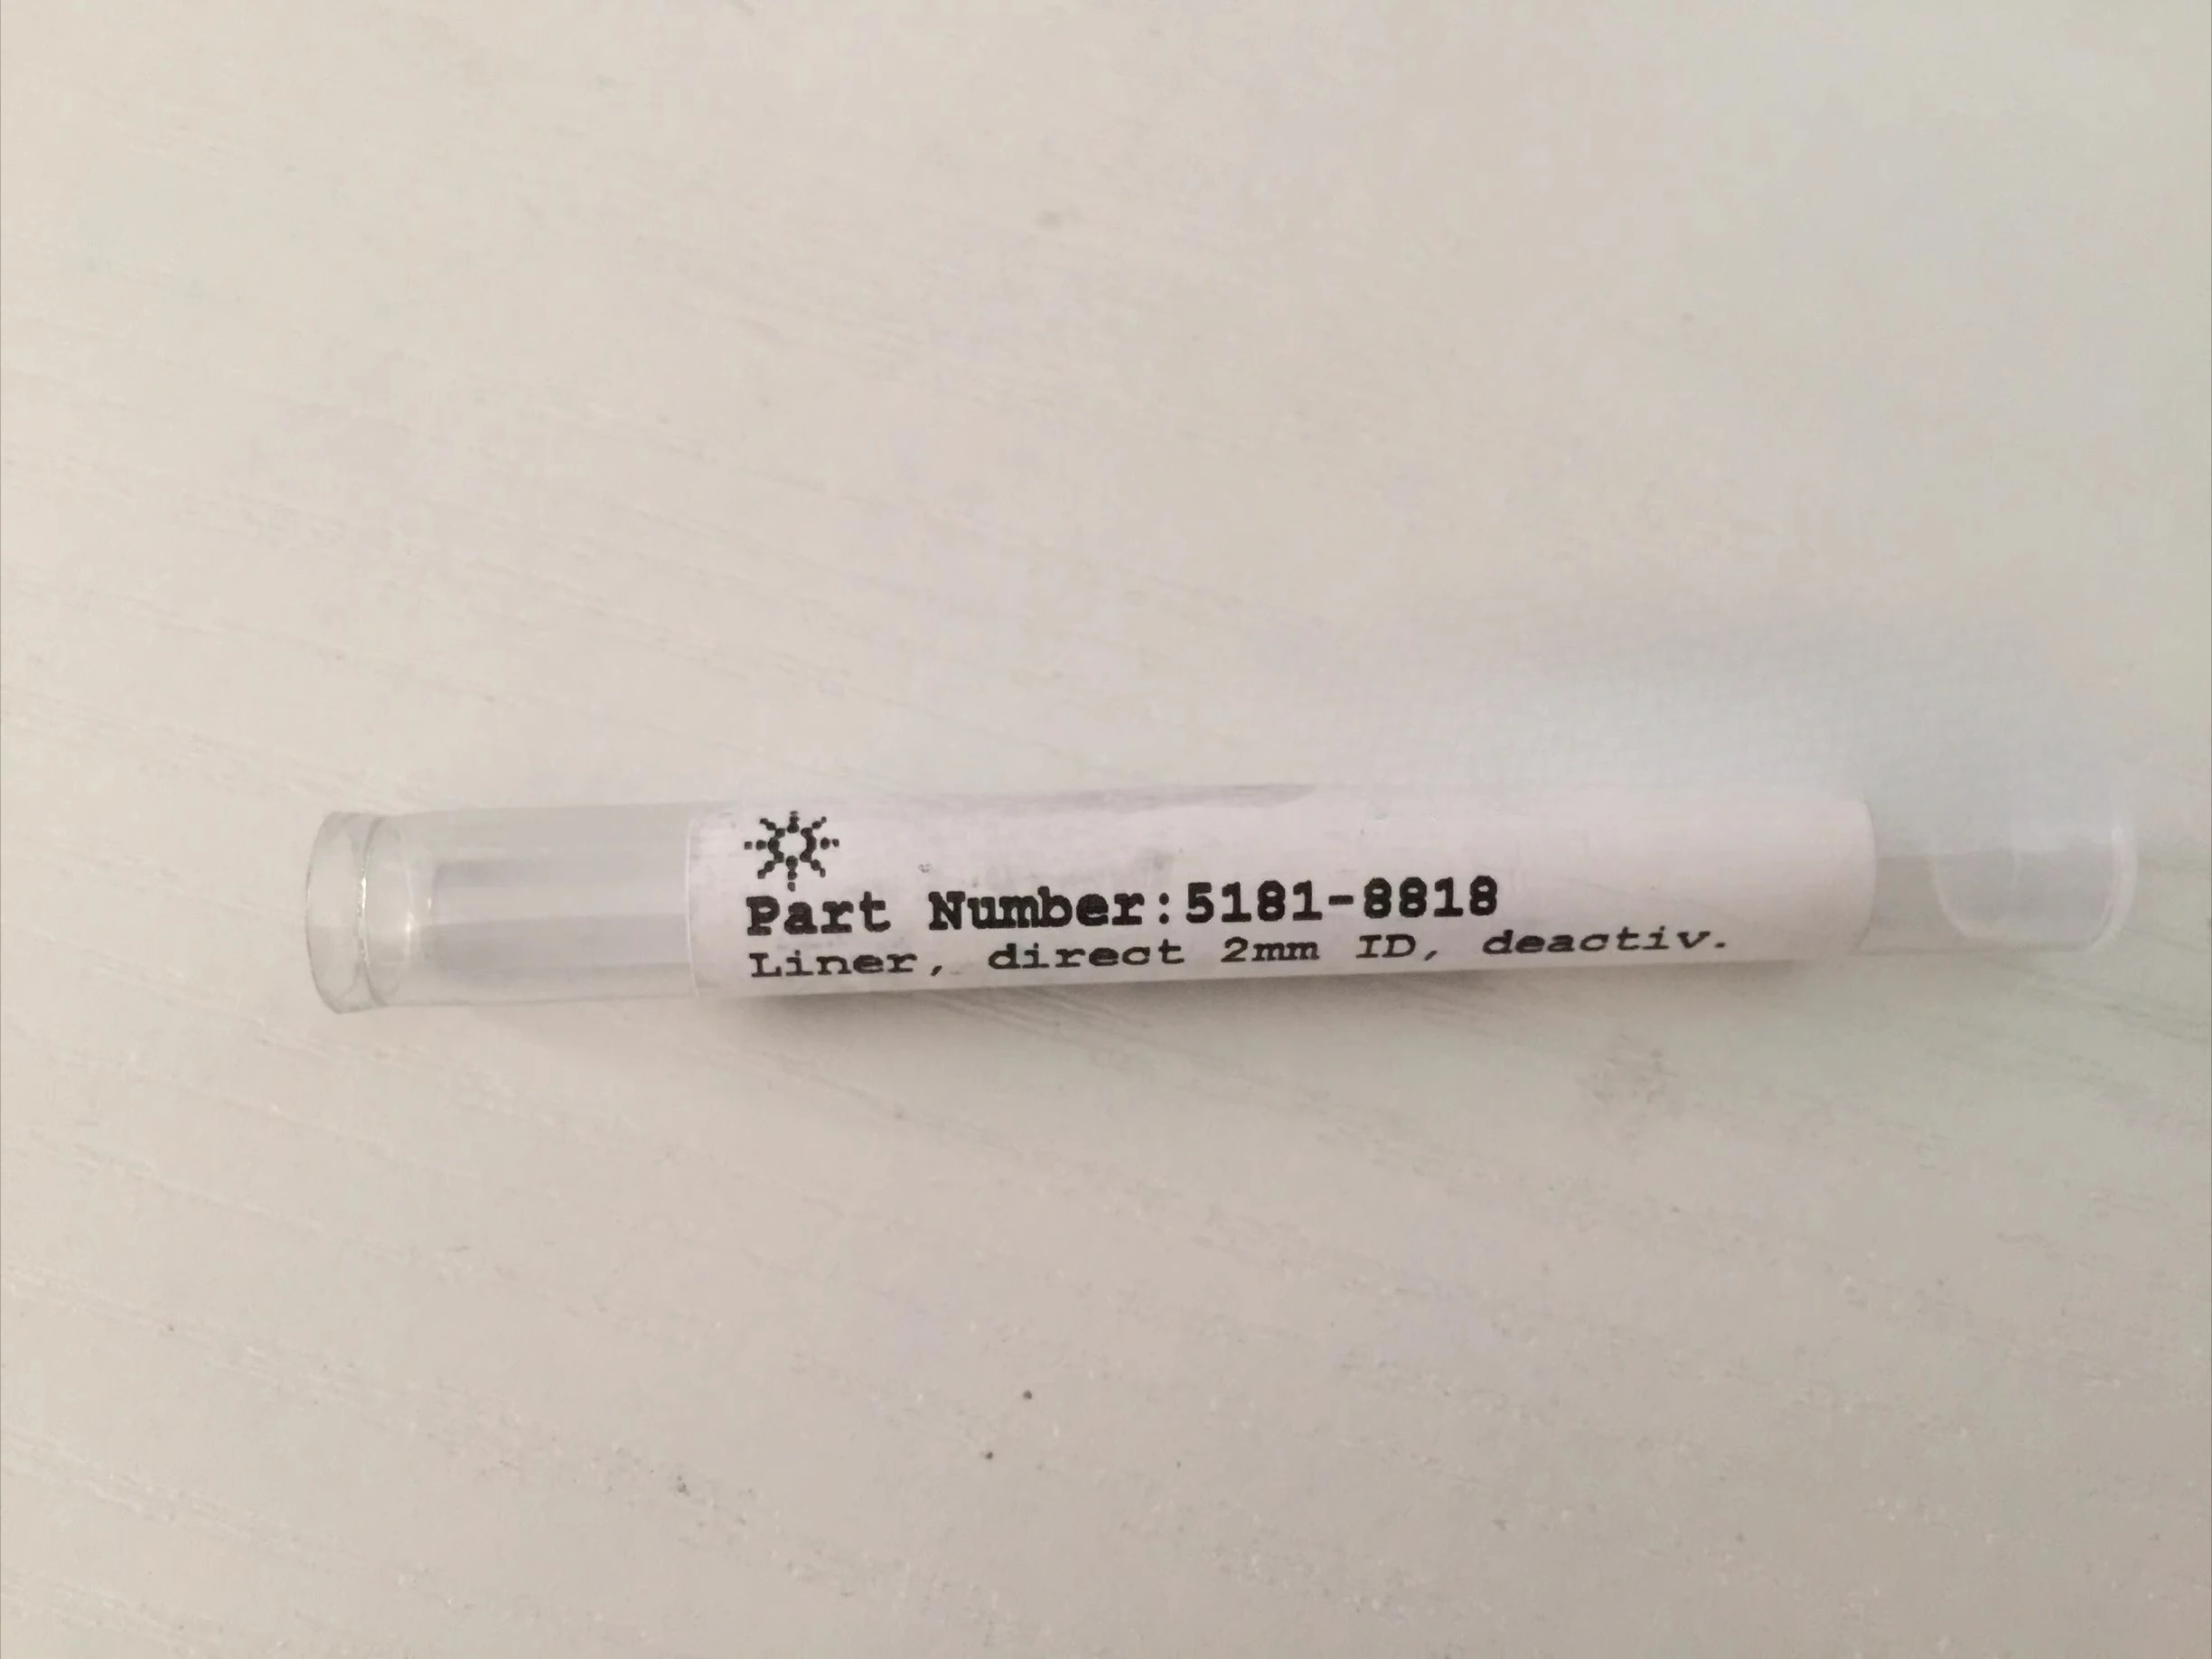 Part Number:5181-8818
Liner, direct 2mm ID, deactiv.